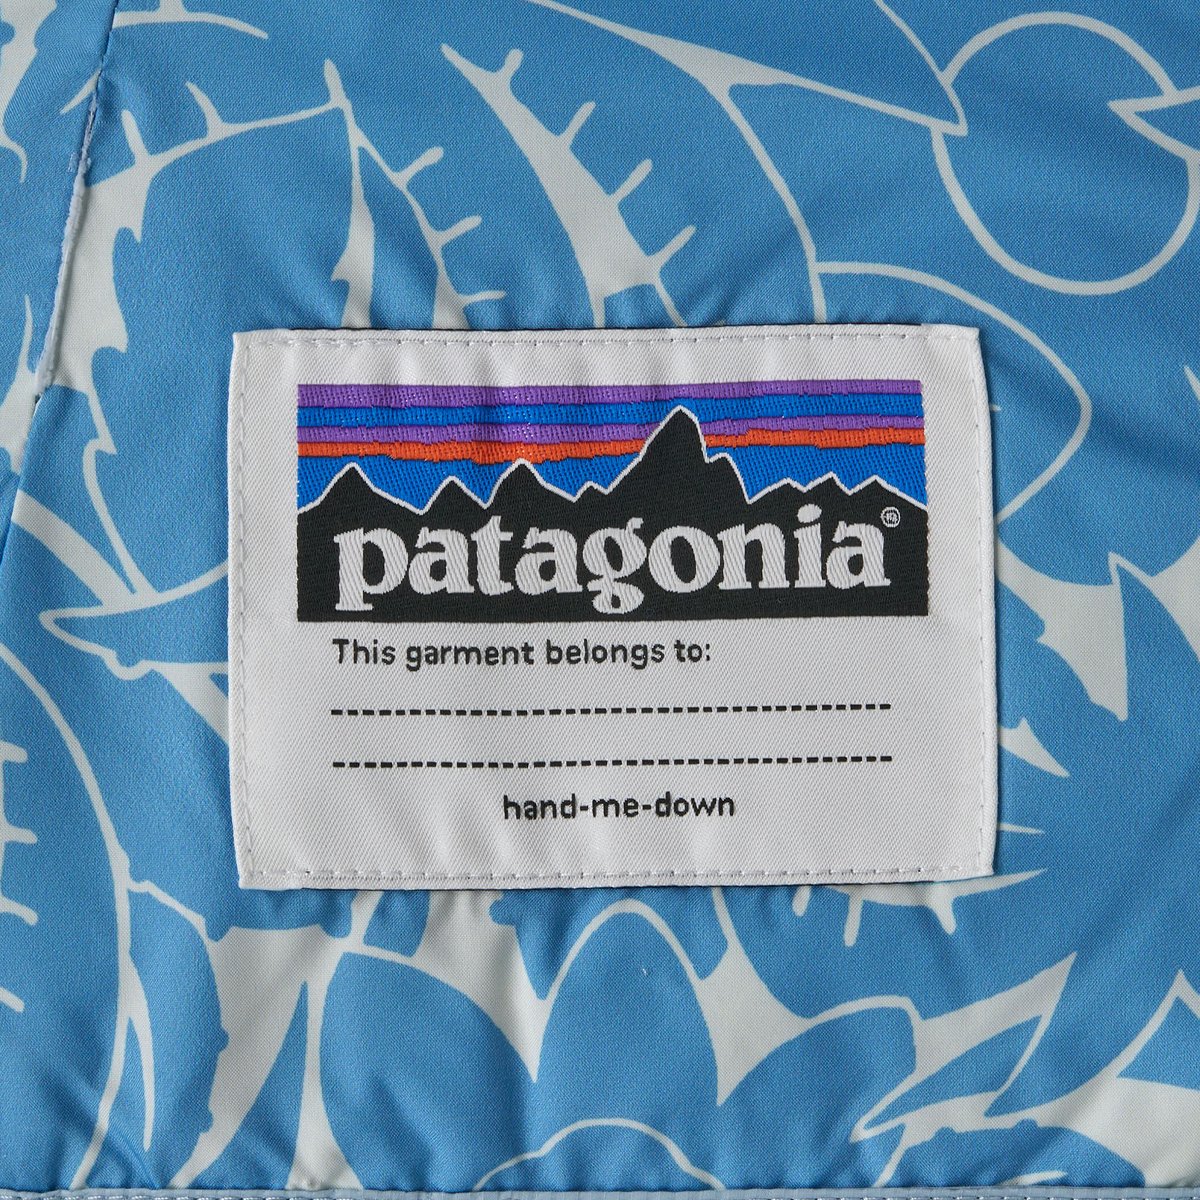 patagonia®
This garment belongs to:
hand-me-down